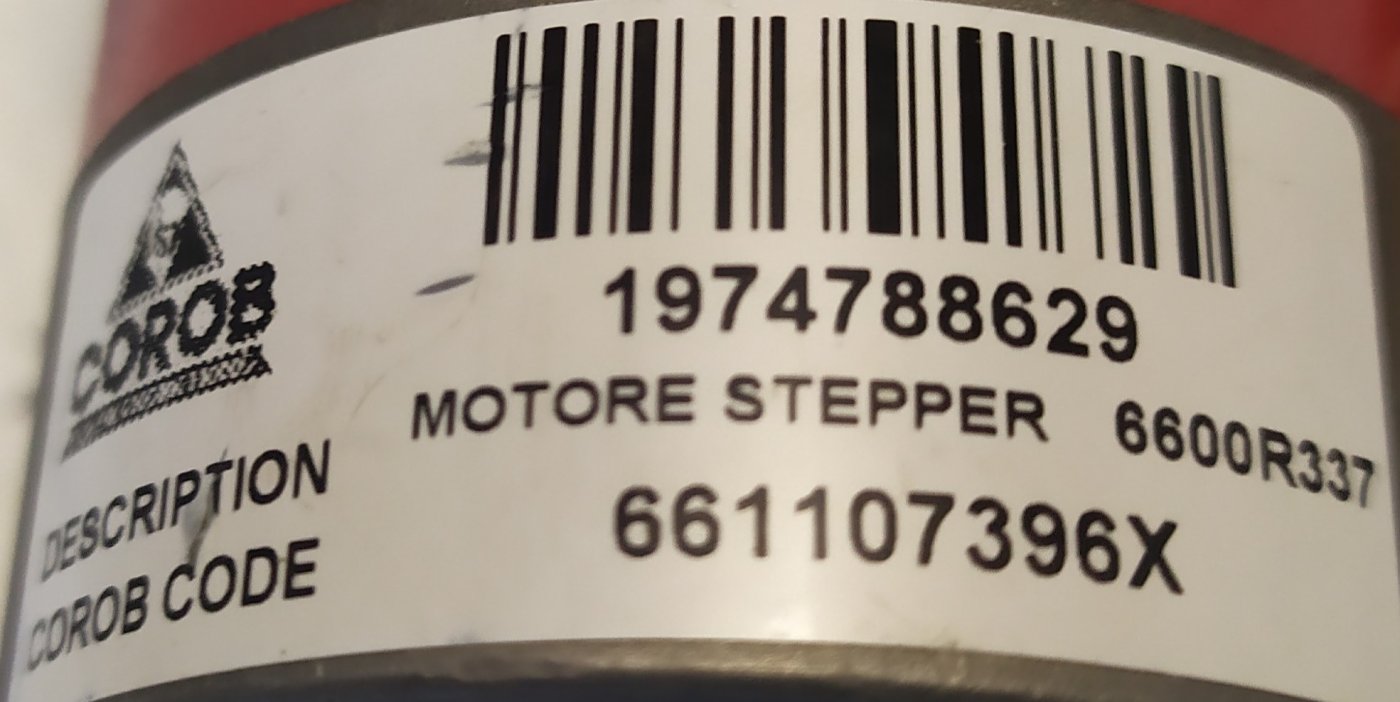 COROB
1974788629
DESCRIPTION MOTORE STEPPER 6600R337
COROB CODE 661107396X